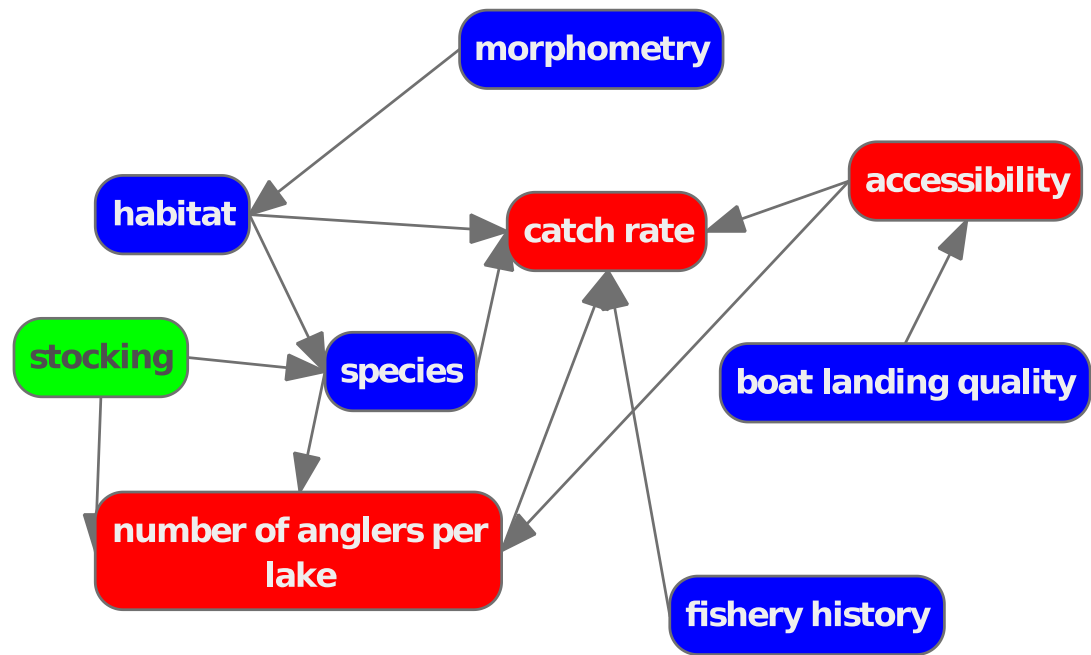 morphometry
accessibility
habitat
catch rate
stocking
species
boat landing quality
number of anglers per
lake
fishery history